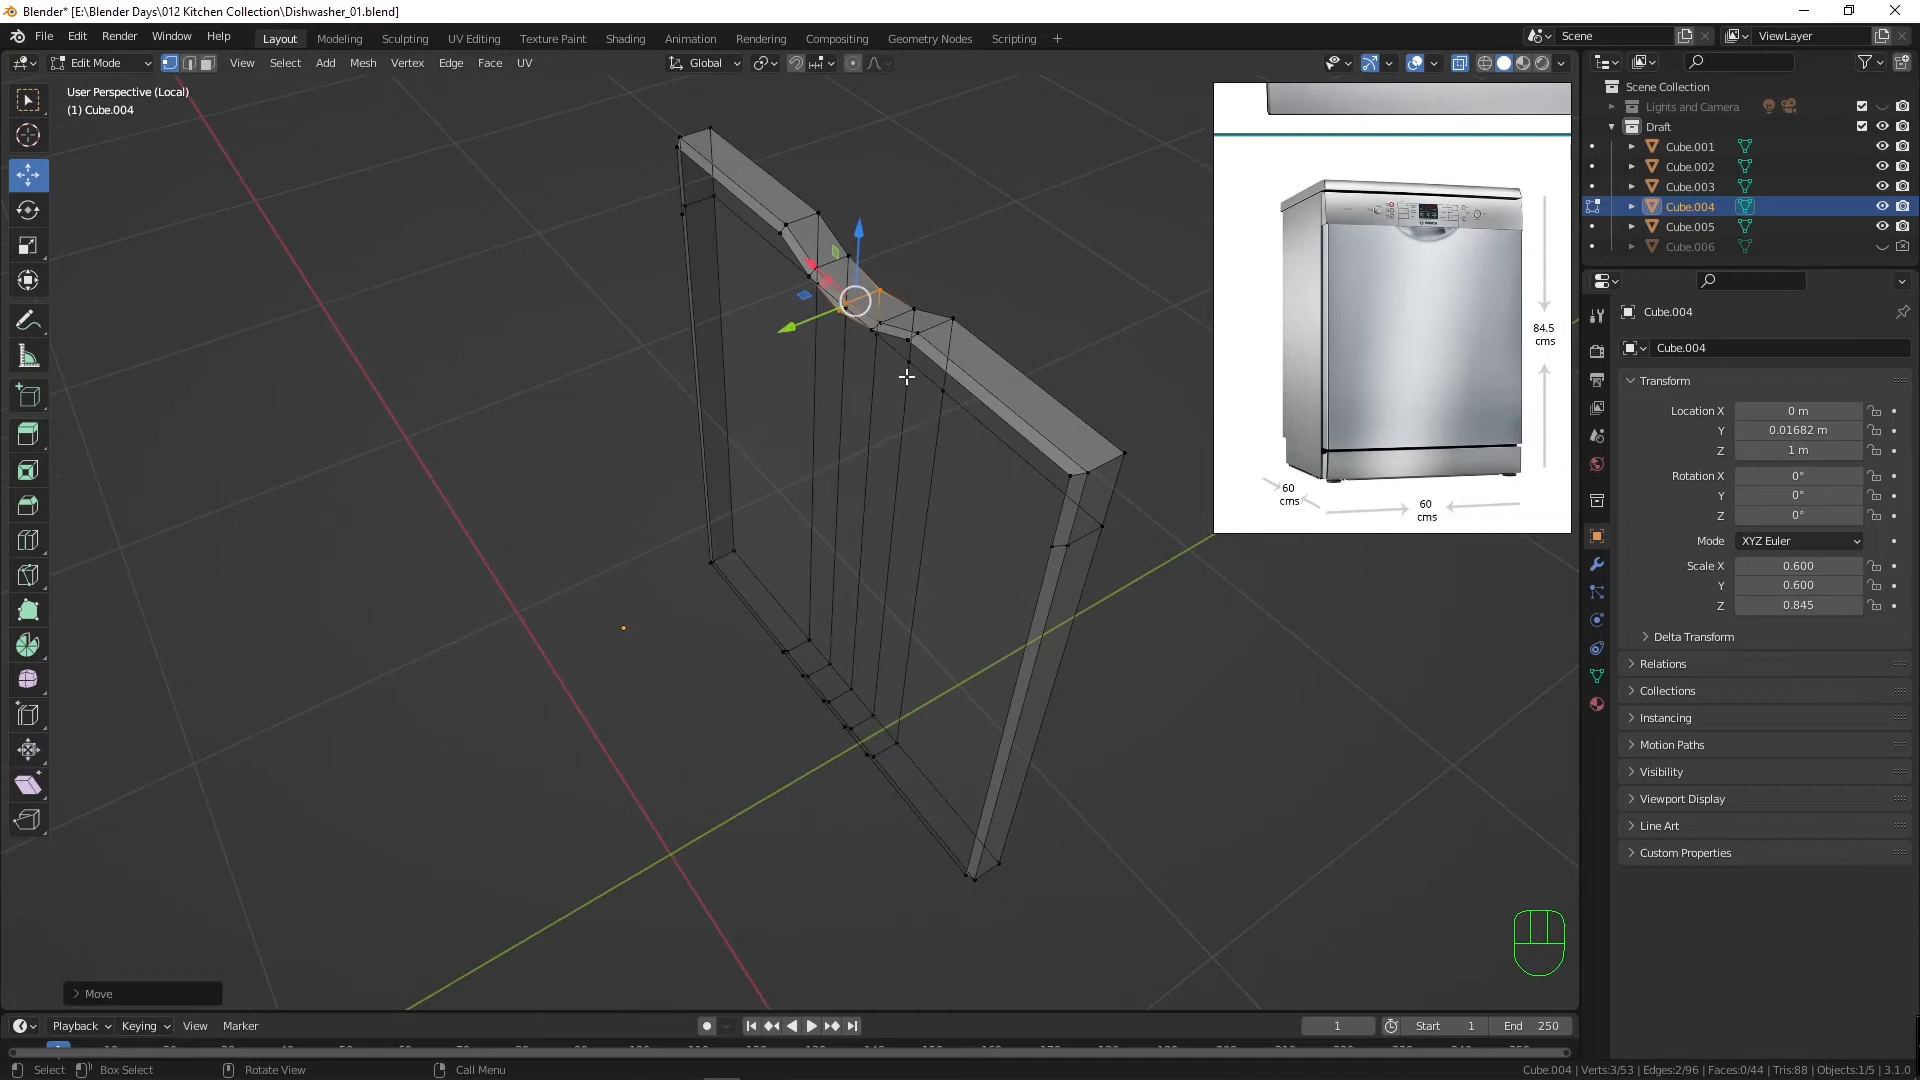 Blender* [E:\Blender Days\012 Kitchen Collection\Dishwasher_01.blend]
File Edit Render Window Help Layout Modeling Sculpting UV Editing Texture Paint Shading Animation Rendering Compositing Geometry Nodes Scripting + Scene ViewLayer
Edit Mode View Select Add Mesh Vertex Edge Face UV Global
User Perspective (Local)
(1) Cube.004
Scene Collection
Lights and Camera
Draft
Cube.001
Cube.002
Cube.003
Cube.004
Cube.005
Cube.006
84.5
cms
60
cms
60
cms
Cube.004
Cube.004
Transform
Location X 0 m
Y 0.01682 m
Z 1 m
Rotation X 0°
Y 0°
Z 0°
Mode XYZ Euler
Scale X 0.600
Y 0.600
Z 0.845
Delta Transform
Relations
Collections
Instancing
Motion Paths
Visibility
Viewport Display
Line Art
Custom Properties
Move
Playback Keying View Marker 1 Start 1 End 250
Select Box Select Rotate View Call Menu Cube.004 | Verts:3/53 | Edges:2/96 | Faces:0/44 | Tris:88 | Objects:1/5 | 3.1.0